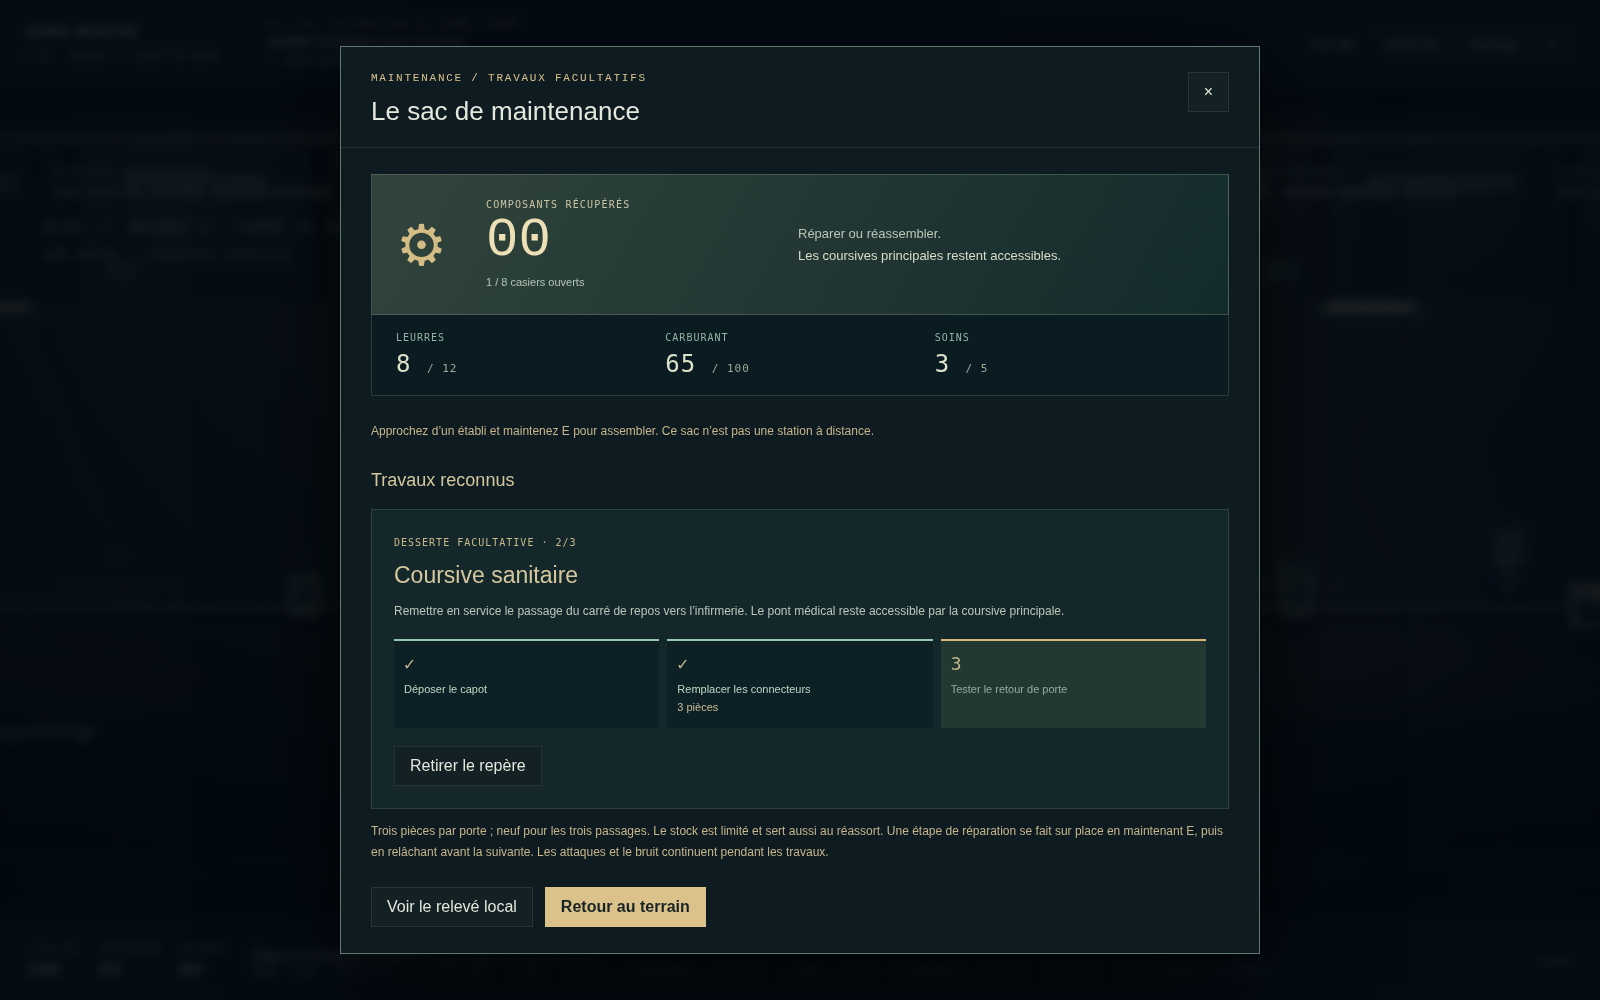 MAINTENANCE / TRAVAUX FACULTATIFS
Le sac de maintenance
×
COMPOSANTS RÉCUPÉRÉS
00
1 / 8 casiers ouverts
Réparer ou réassembler.
Les coursives principales restent accessibles.
LEURRES
8 / 12
CARBURANT
65 / 100
SOINS
3 / 5
Approchez d'un établi et maintenez E pour assembler. Ce sac n'est pas une station à distance.
Travaux reconnus
DESSERTE FACULTATIVE · 2/3
Coursive sanitaire
Remettre en service le passage du carré de repos vers l'infirmerie. Le pont médical reste accessible par la coursive principale.
✓
Déposer le capot
✓
Remplacer les connecteurs
3 pièces
3
Tester le retour de porte
Retirer le repère
Trois pièces par porte ; neuf pour les trois passages. Le stock est limité et sert aussi au réassort. Une étape de réparation se fait sur place en maintenant E, puis
en relâchant avant la suivante. Les attaques et le bruit continuent pendant les travaux.
Voir le relevé local
Retour au terrain